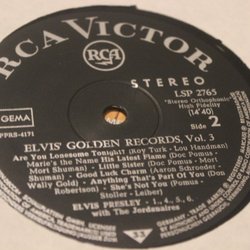 RCA VICTOR
RCA
STEREO
LSP 2765
"Stereo Orthophonic"
High Fidelity
(14'40)
GEMA
Side 2
PPRS-4171
ELVIS' GOLDEN RECORDS, Vol. 3
Are You Lonesome Tonight? (Roy Turk - Lou Handman)
Marie's the Name His Latest Flame (Doc Pomus -
Mort Shuman) - Little Sister (Doc Pomus - Mort
Shuman) - Good Luck Charm (Aaron Schroeder -
Wally Gold) - Anything That's Part Of You (Don
Robertson) - She's Not You (Pomus -
Stoller - Leiber)
ELVIS PRESLEY - 1., 4., 5., 6.
with The Jordanaires
33